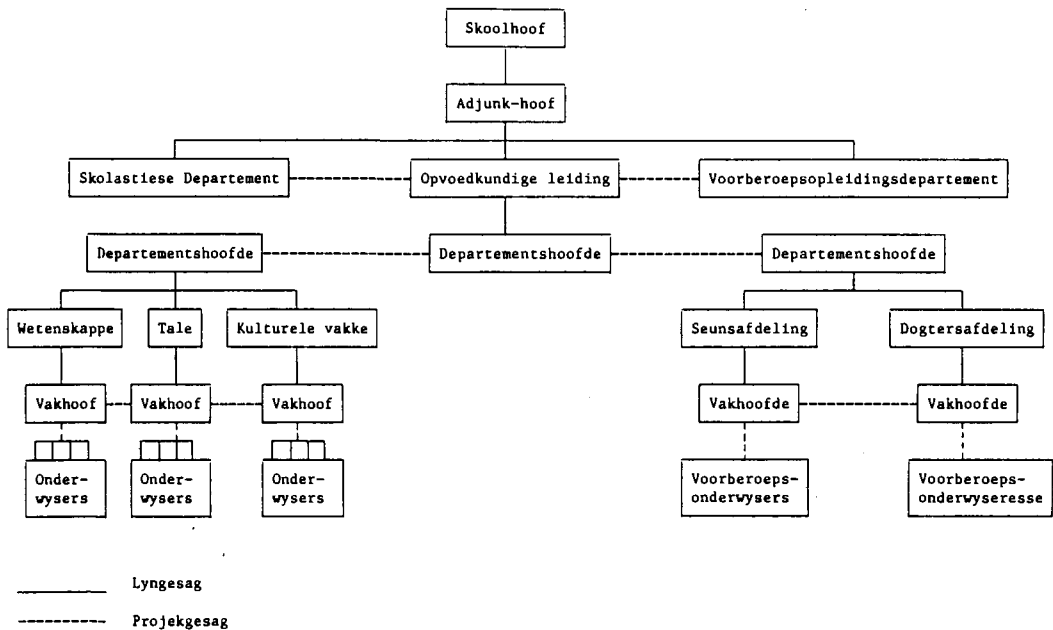 Skoolhoof
Adjunk-hoof
Skolastiese Departement
Opvoedkundige leiding
Voorberoepsopleidingsdepartement
Departementshoofde
Departementshoofde
Departementshoofde
Wetenskappe
Tale
Kulturele vakke
Seunsafdeling
Dogtersafdeling
Vakhoof
Vakhoof
Vakhoof
Vakhoofde
Vakhoofde
Onder-
wysers
Onder-
wysers
Onder-
wysers
Voorberoeps-
onderwysers
Voorberoeps-
onderwyseresse
Lyngesag
Projekgesag